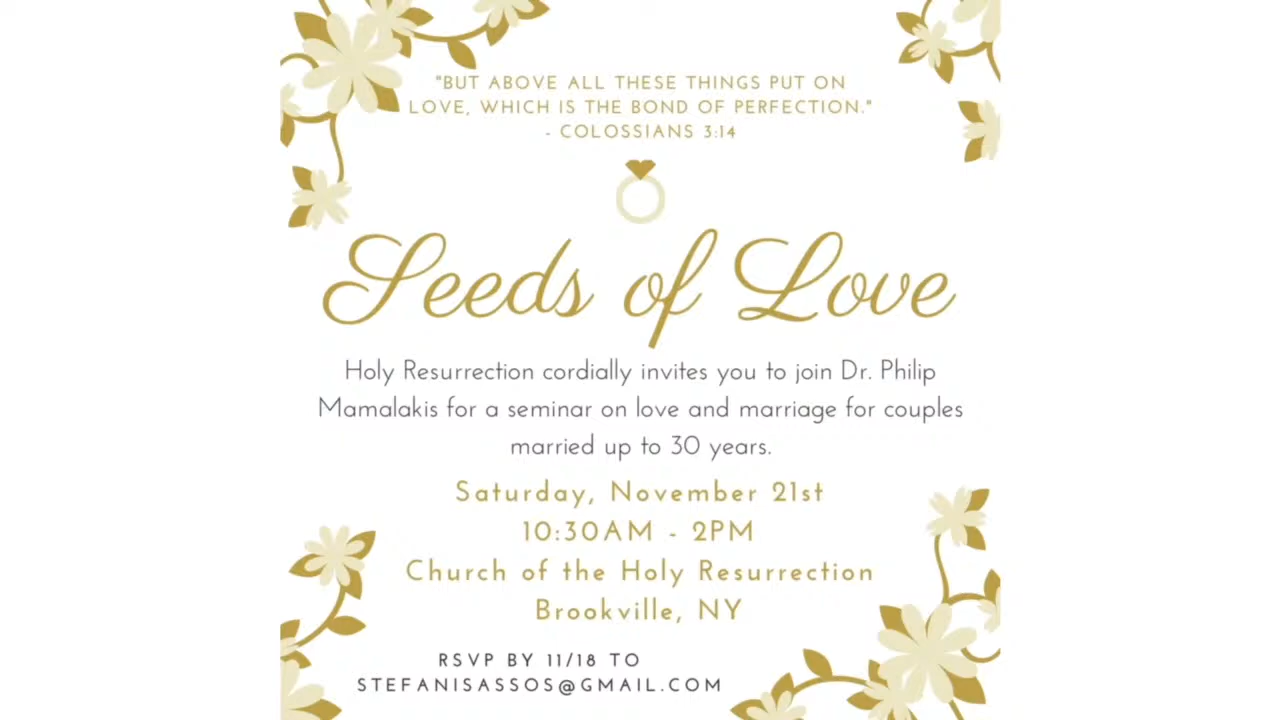 "BUT ABOVE ALL THESE THINGS PUT ON
LOVE, WHICH IS THE BOND OF PERFECTION."
- COLOSSIANS 3:14
Seeds of Love
Holy Resurrection cordially invites you to join Dr. Philip
Mamalakis for a seminar on love and marriage for couples
married up to 30 years.
Saturday, November 21st
10:30AM - 2PM
Church of the Holy Resurrection
Brookville, NY
RSVP BY 11/18 TO
STEFANISASSOS@GMAIL.COM